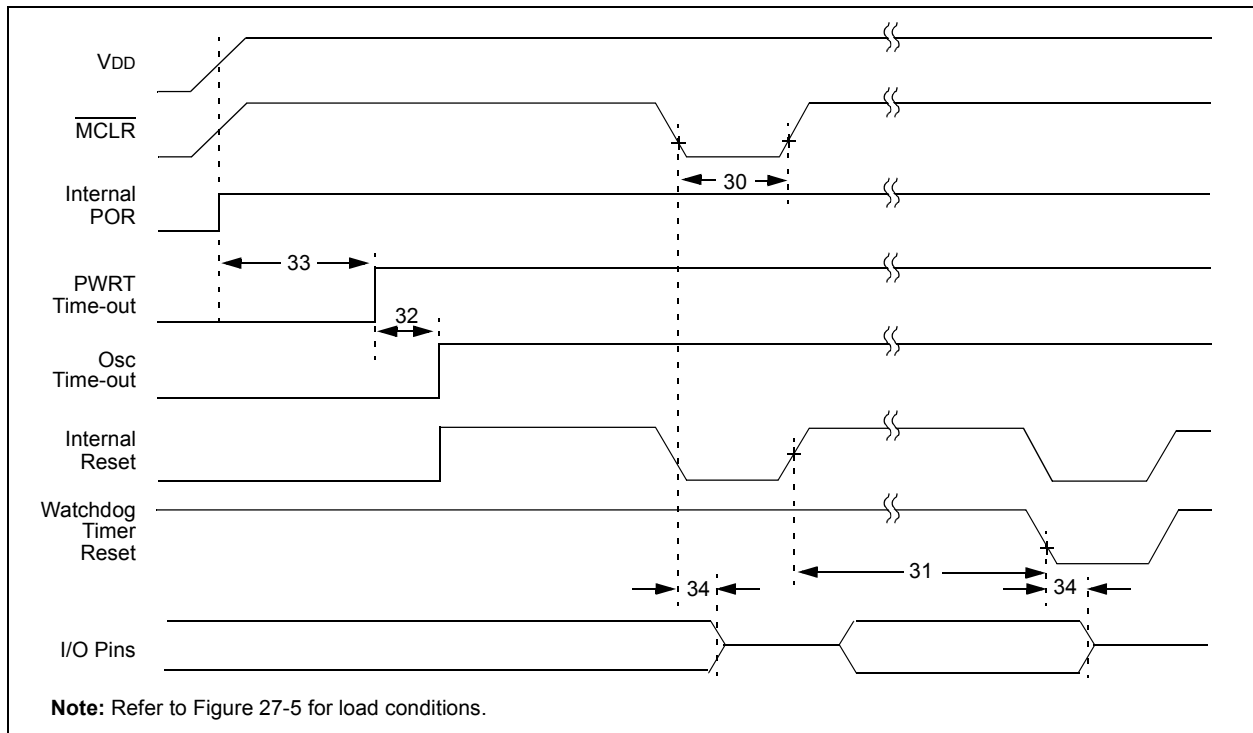 VDD
MCLR
30
Internal
POR
33
PWRT
Time-out
32
Osc
Time-out
Internal
Reset
Watchdog
Timer
Reset
31
34
34
I/O Pins
Note: Refer to Figure 27-5 for load conditions.